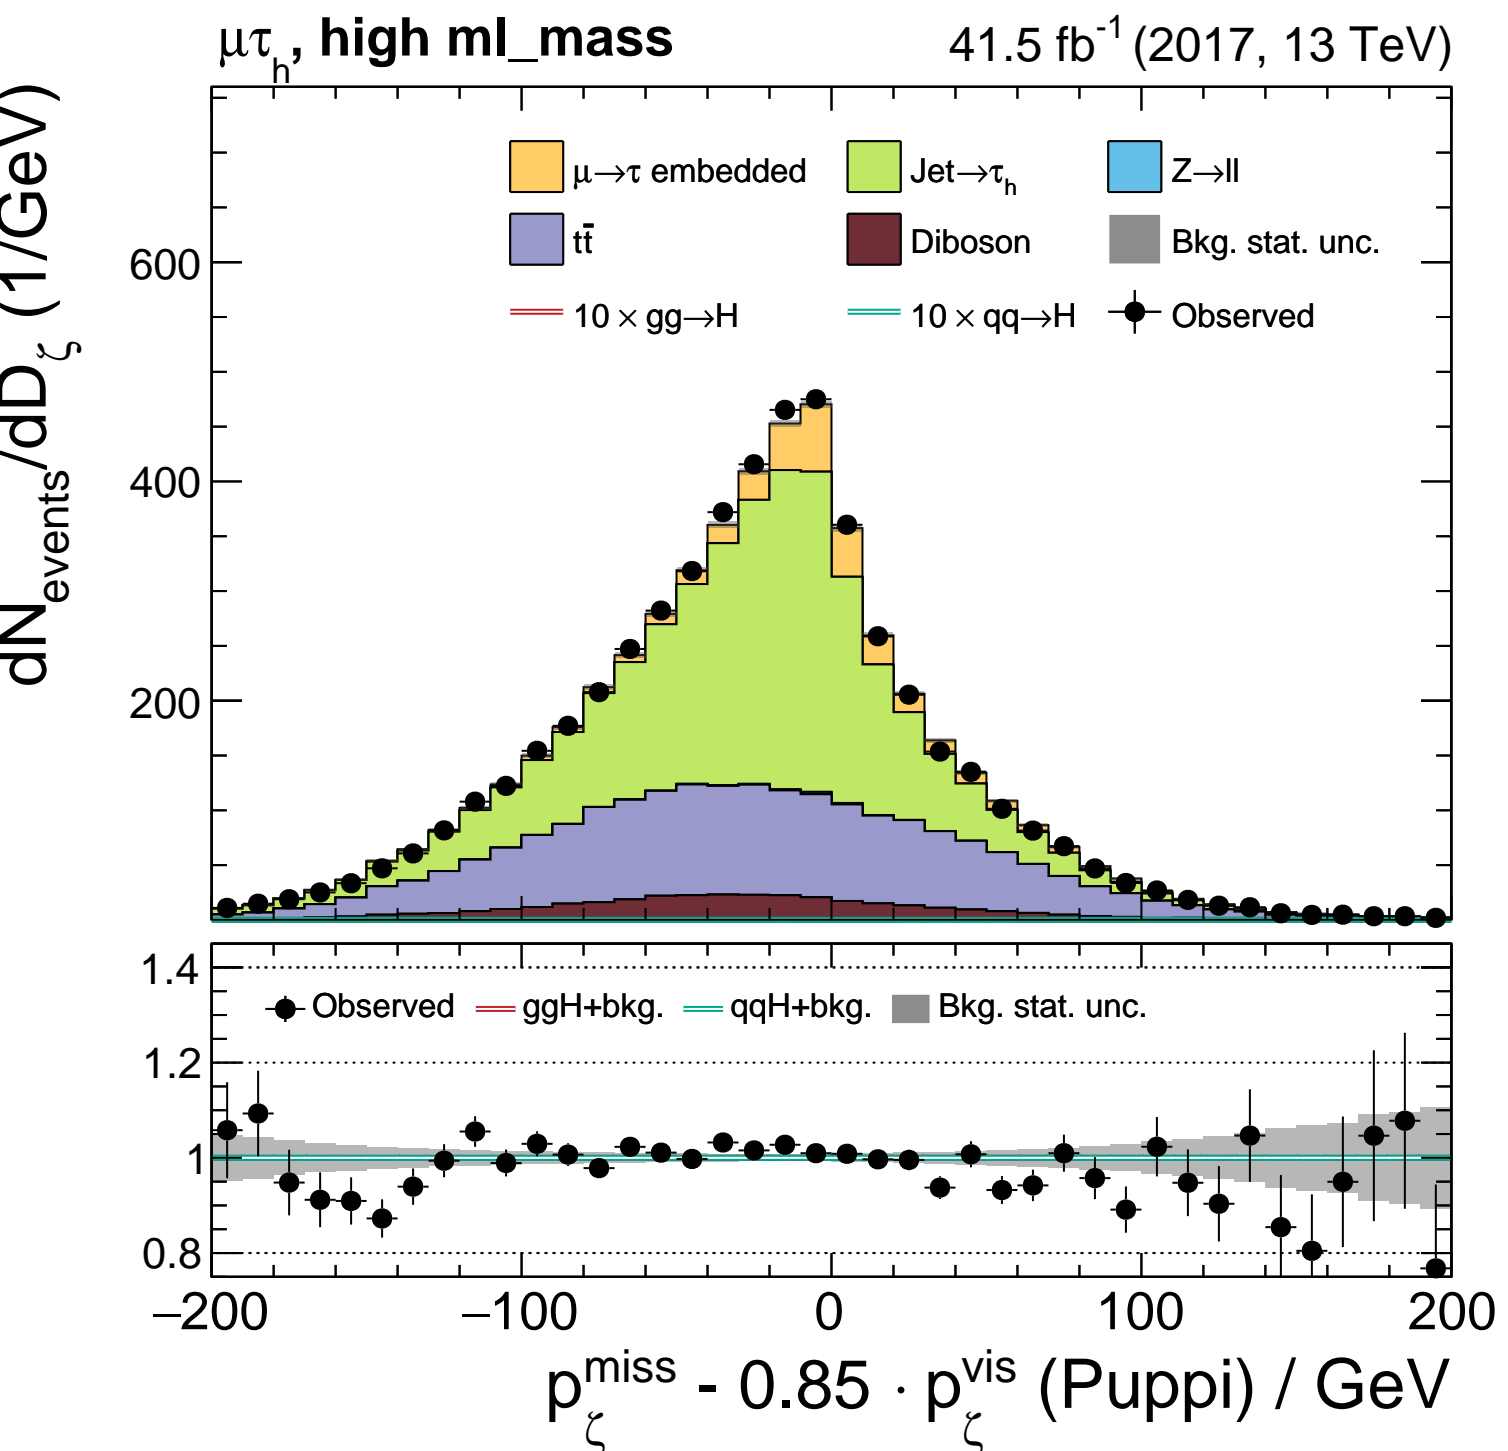 μτh, high ml_mass
41.5 fb-1 (2017, 13 TeV)
dNevents/dDζ (1/GeV)
μ→τ embedded
Jet→τh
Z→ll
tt̄
Diboson
Bkg. stat. unc.
10 × gg→H
10 × qq→H
Observed
600
400
200
1.4
Observed
ggH+bkg.
qqH+bkg.
Bkg. stat. unc.
1.2
1
0.8
−200
−100
0
100
200
pζmiss - 0.85 · pζvis (Puppi) / GeV